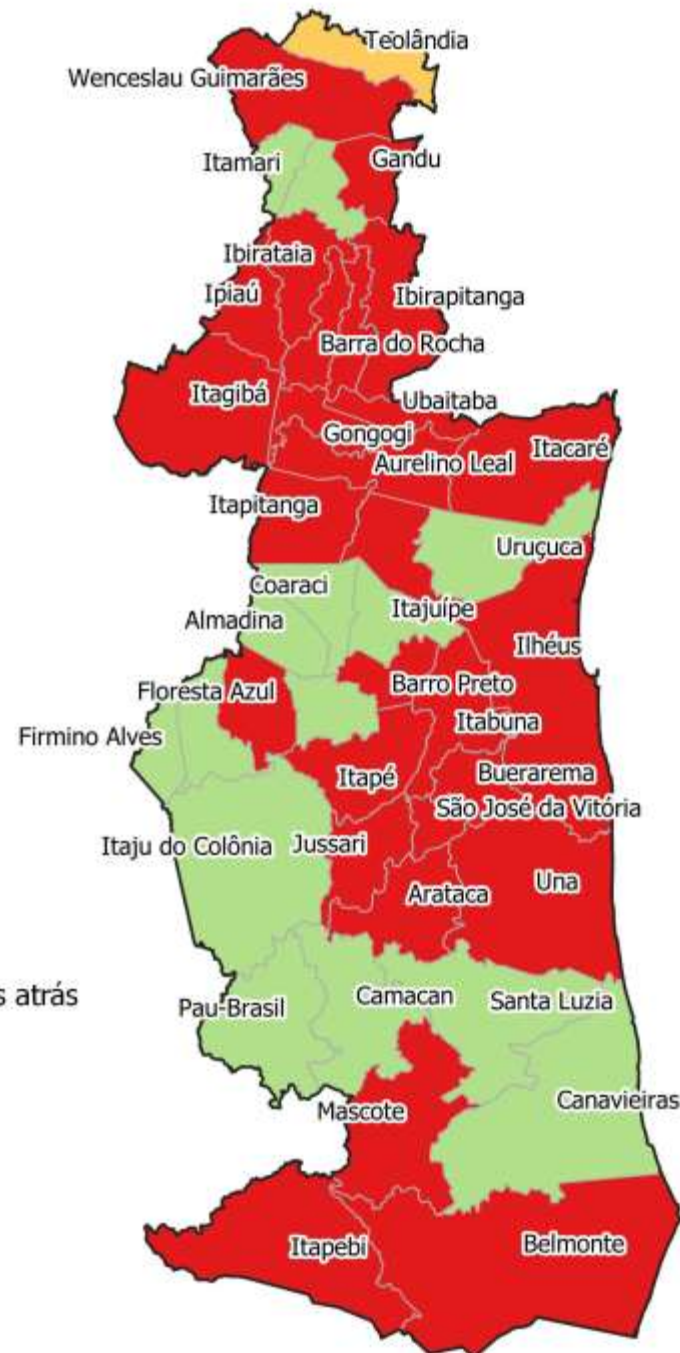 Teolândia
Wenceslau Guimarães
Itamari
Gandu
Ibirataia
Ipiaú
Ibirapitanga
Barra do Rocha
Itagibá
Ubaitaba
Gongogi
Itacaré
Aurelino Leal
Itapitanga
Uruçuca
Coaraci
Itajuípe
Almadina
Ilhéus
Barro Preto
Floresta Azul
Itabuna
Firmino Alves
Itapé
Buerarema
São José da Vitória
Itaju do Colônia
Jussari
Arataca
Una
s atrás
Pau-Brasil
Camacan
Santa Luzia
Canavieiras
Mascote
Itapebi
Belmonte